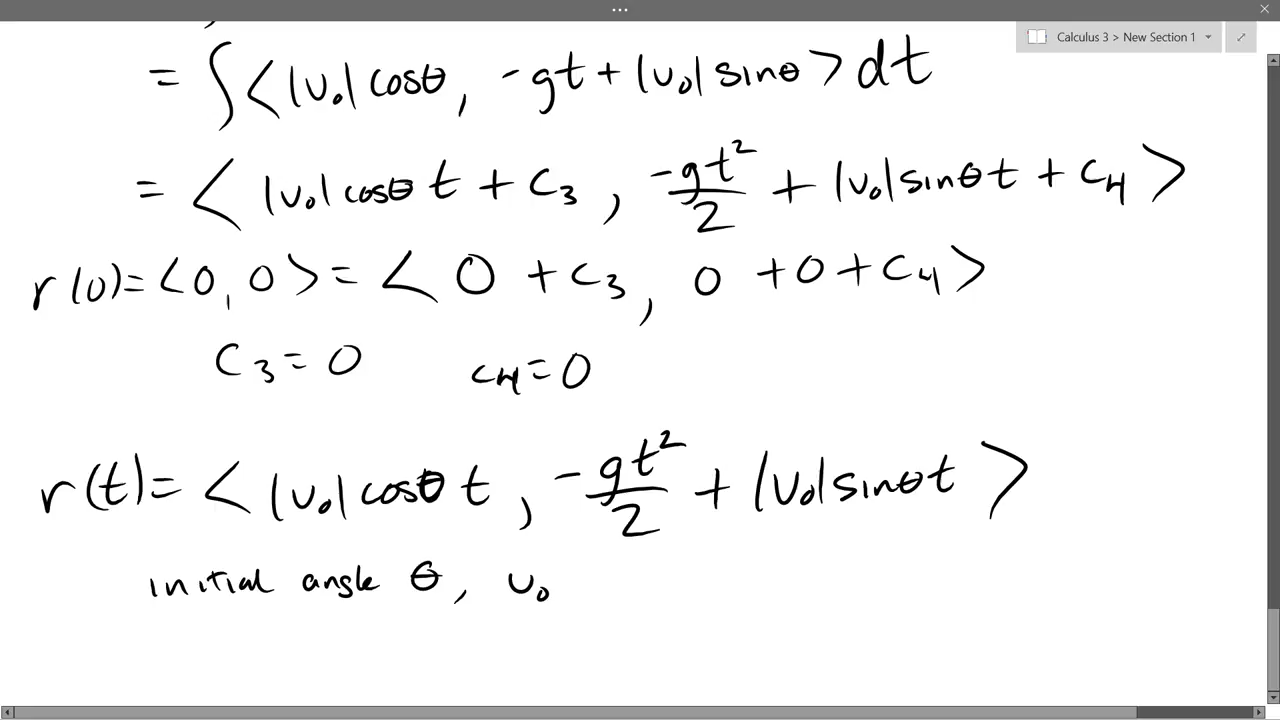 ...
Calculus 3 > New Section 1
= ∫ < |v₀| cosθ, -gt + |v₀| sinθ > dt
= < |v₀| cosθ t + C₃, -gt²/2 + |v₀| sinθ t + C₄ >
r(0) = <0, 0> = < 0 + C₃, 0 + 0 + C₄ >
C₃ = 0 C₄ = 0
r(t) = < |v₀| cosθ t, -gt²/2 + |v₀| sinθ t >
initial angle θ, v₀